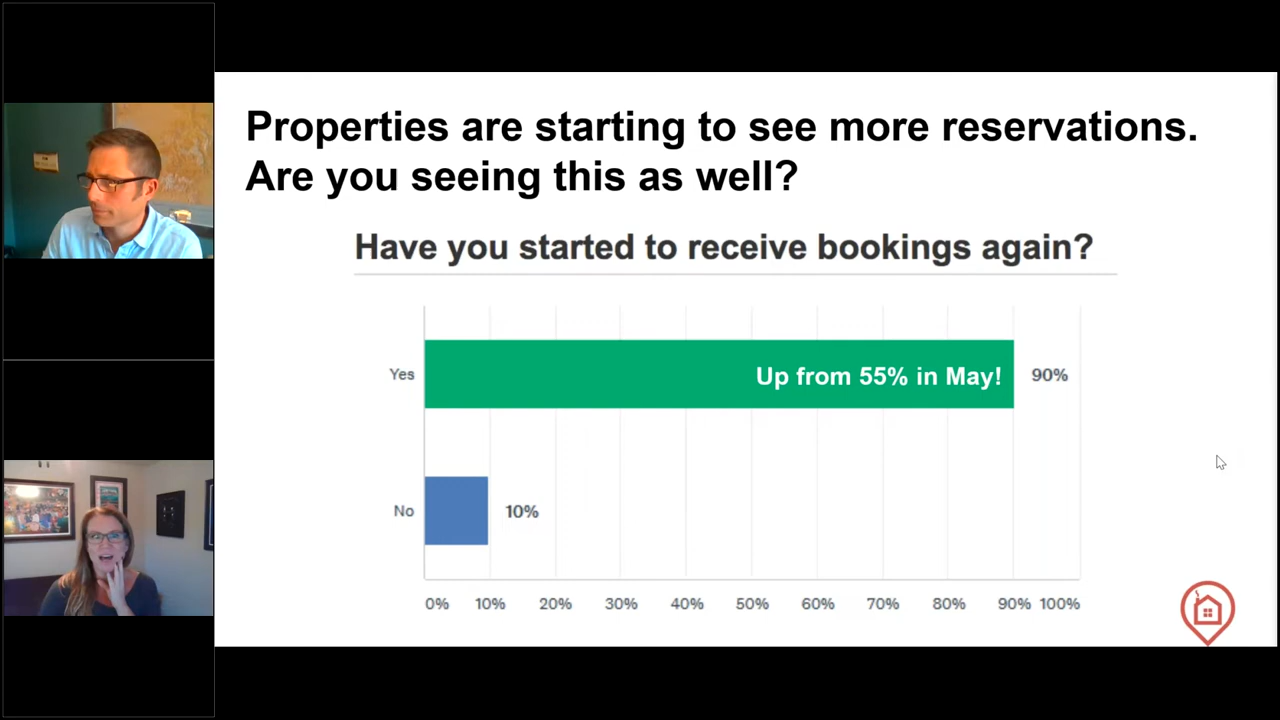 Properties are starting to see more reservations.
Are you seeing this as well?
Have you started to receive bookings again?
Yes
Up from 55% in May!
90%
No
10%
0% 10% 20% 30% 40% 50% 60% 70% 80% 90% 100%